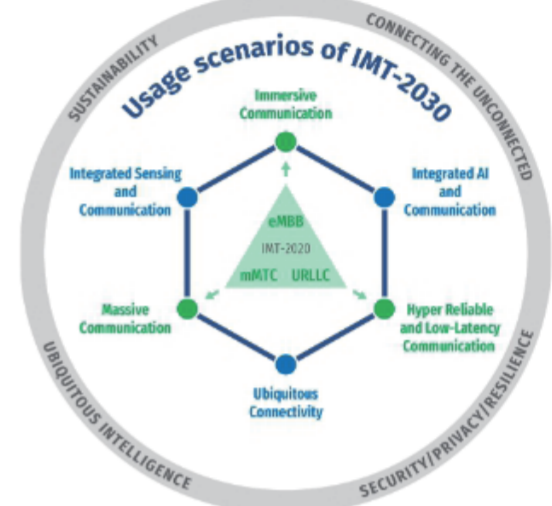 SUSTAINABILITY
CONNECTING THE UNCONNECTED
Usage scenarios of IMT-2030
Immersive
Communication
Integrated Sensing
and
Communication
Integrated AI
and
Communication
eMBB
IMT-2020
mMTC URLLC
Massive
Communication
Hyper Reliable
and Low-Latency
Communication
Ubiquitous
Connectivity
UBIQUITOUS INTELLIGENCE
SECURITY/PRIVACY/RESILIENCE